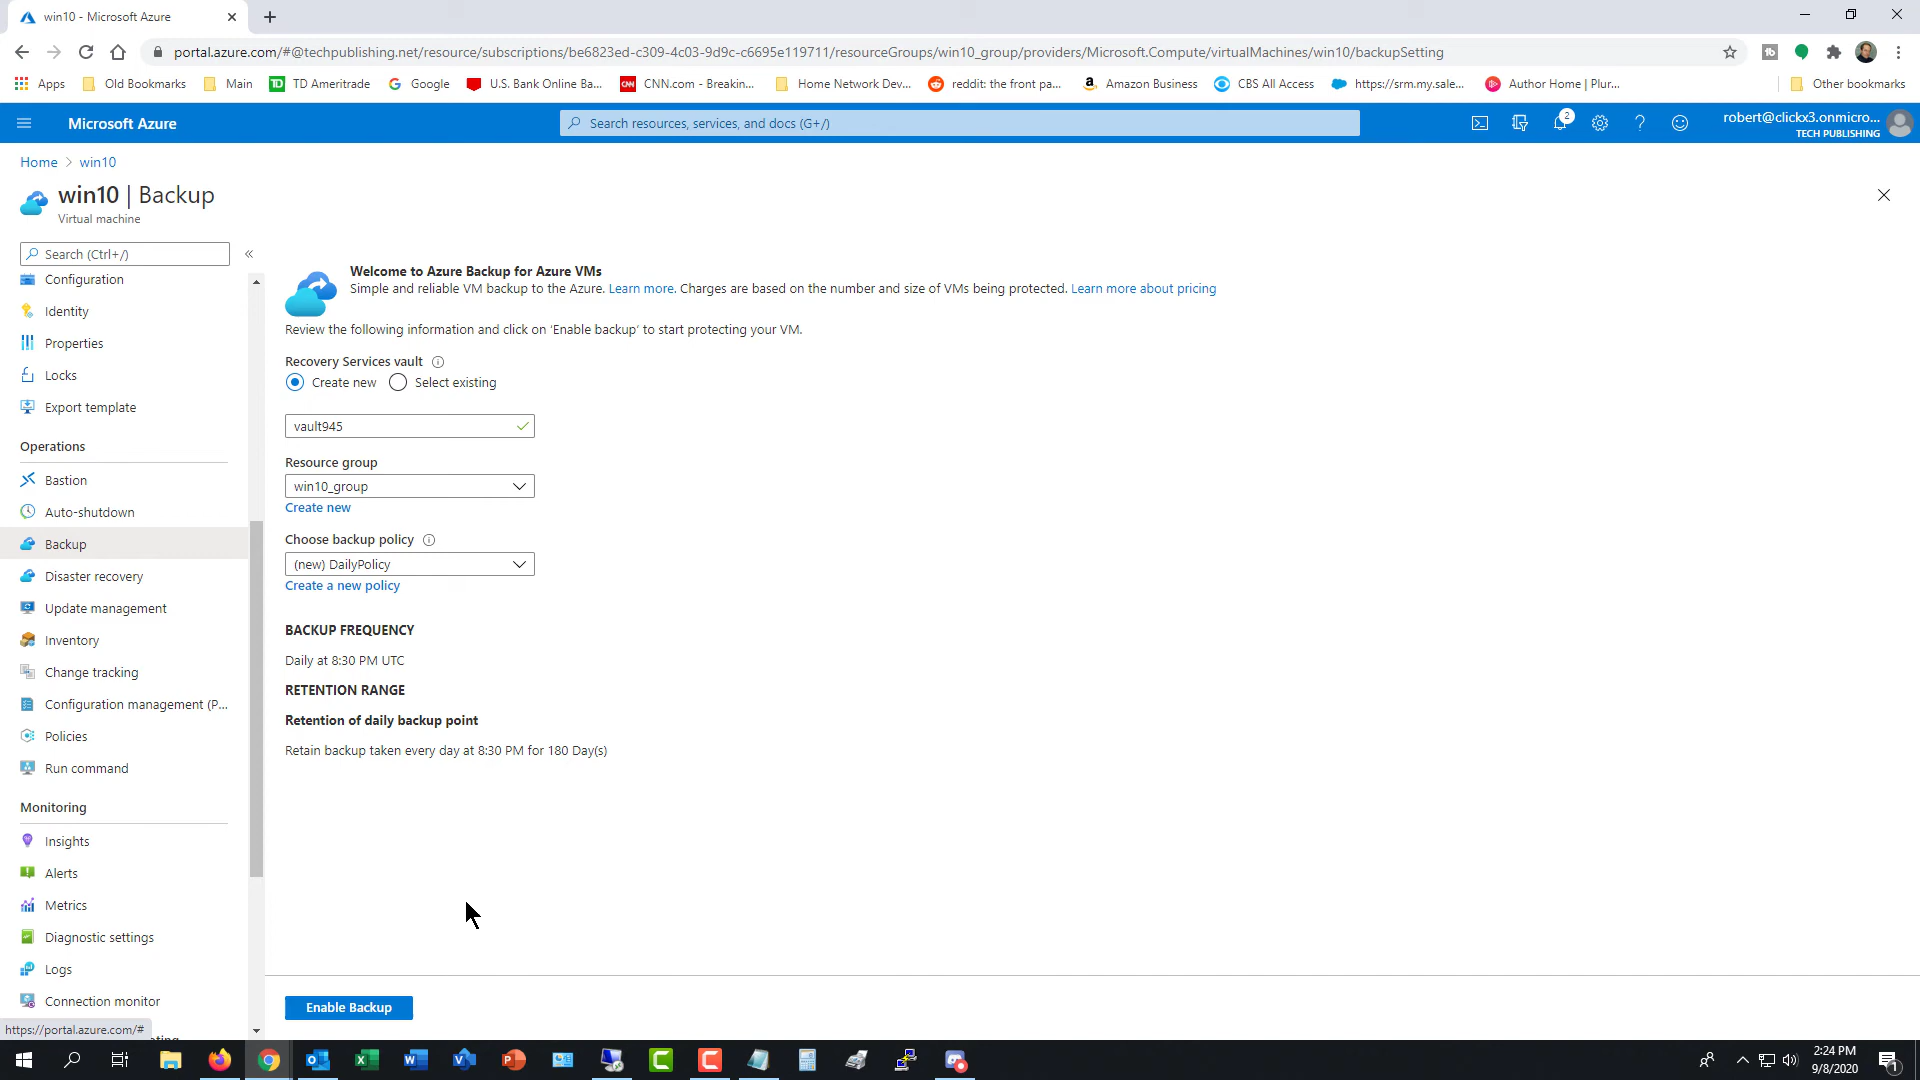 win10 - Microsoft Azure
portal.azure.com/#@techpublishing.net/resource/subscriptions/be6823ed-c309-4c03-9d9c-c6695e119711/resourceGroups/win10_group/providers/Microsoft.Compute/virtualMachines/win10/backupSetting
Apps
Old Bookmarks
Main
TD Ameritrade
Google
U.S. Bank Online Ba...
CNN.com - Breakin...
Home Network Dev...
reddit: the front pa...
Amazon Business
CBS All Access
https://srm.my.sale...
Author Home | Plur...
Other bookmarks
Microsoft Azure
Search resources, services, and docs (G+/)
2
robert@clickx3.onmicro...
TECH PUBLISHING
Home > win10
win10 | Backup
Virtual machine
Search (Ctrl+/)
«
Configuration
Identity
Properties
Locks
Export template
Operations
Bastion
Auto-shutdown
Backup
Disaster recovery
Update management
Inventory
Change tracking
Configuration management (P...
Policies
Run command
Monitoring
Insights
Alerts
Metrics
Diagnostic settings
Logs
Connection monitor
https://portal.azure.com/#
Welcome to Azure Backup for Azure VMs
Simple and reliable VM backup to the Azure. Learn more. Charges are based on the number and size of VMs being protected. Learn more about pricing
Review the following information and click on 'Enable backup' to start protecting your VM.
Recovery Services vault
Create new
Select existing
vault945
Resource group
win10_group
Create new
Choose backup policy
(new) DailyPolicy
Create a new policy
BACKUP FREQUENCY
Daily at 8:30 PM UTC
RETENTION RANGE
Retention of daily backup point
Retain backup taken every day at 8:30 PM for 180 Day(s)
Enable Backup
2:24 PM
9/8/2020
1